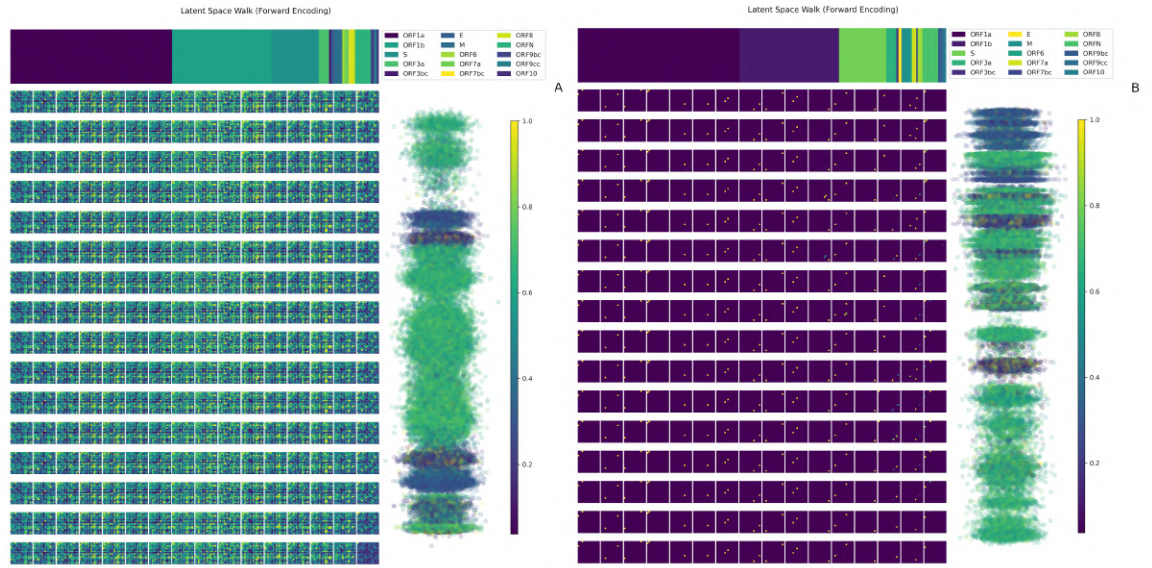 Latent Space Walk (Forward Encoding)
ORF1a E ORF8
ORF1b M ORFN
S ORF6 ORF9bc
ORF3a ORF7a ORF9cc
ORF3bc ORF7bc ORF10
A
1.0
0.8
0.6
0.4
0.2
Latent Space Walk (Forward Encoding)
ORF1a E ORF8
ORF1b M ORFN
S ORF6 ORF9bc
ORF3a ORF7a ORF9cc
ORF3bc ORF7bc ORF10
B
1.0
0.8
0.6
0.4
0.2